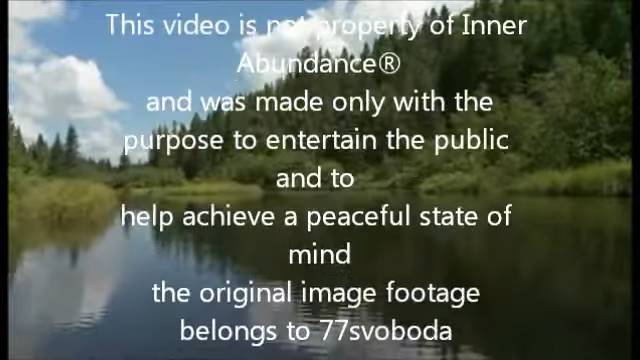 This video is not property of Inner
Abundance®
and was made only with the
purpose to entertain the public
and to
help achieve a peaceful state of
mind
the original image footage
belongs to 77svoboda